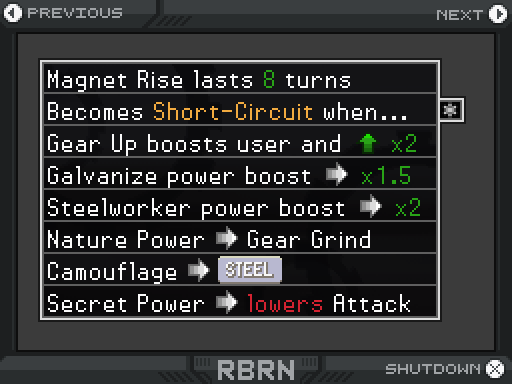 PREVIOUS
NEXT
Magnet Rise lasts 8 turns
Becomes Short-Circuit when...
Gear Up boosts user and x2
Galvanize power boost x1.5
Steelworker power boost x2
Nature Power Gear Grind
Camouflage STEEL
Secret Power lowers Attack
RBRN
SHUTDOWN